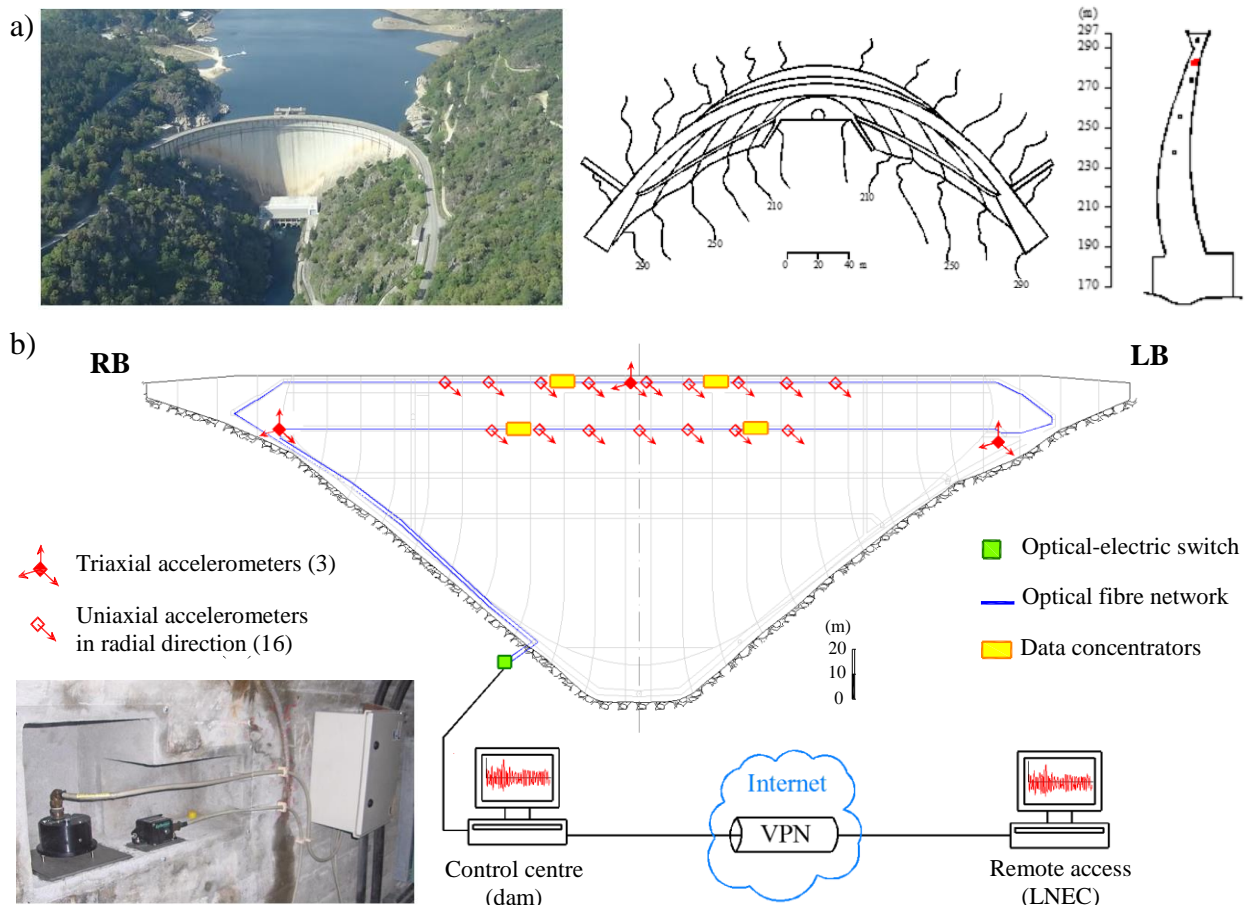 a)
(m)
297
290
270
250
230
210
190
170
210
210
250
250
290
290
0 20 40 m
b)
RB
LB
Triaxial accelerometers (3)
Uniaxial accelerometers
in radial direction (16)
Optical-electric switch
Optical fibre network
Data concentrators
(m)
20
10
0
Internet
VPN
Control centre
(dam)
Remote access
(LNEC)